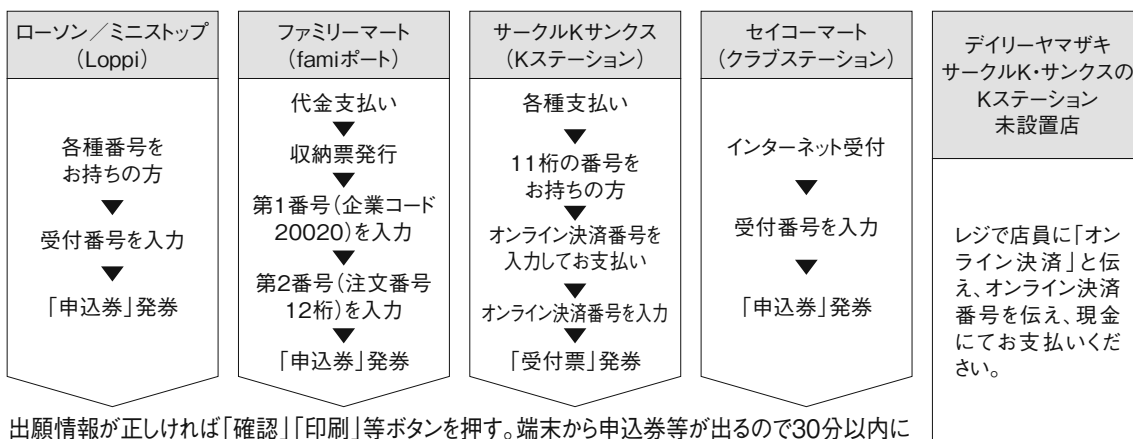 ローソン／ミニストップ
（Loppi）
各種番号を
お持ちの方
▼
受付番号を入力
▼
「申込券」発券
ファミリーマート
（famiポート）
代金支払い
▼
収納票発行
▼
第1番号（企業コード
20020）を入力
▼
第2番号（注文番号
12桁）を入力
▼
「申込券」発券
サークルKサンクス
（Kステーション）
各種支払い
▼
11桁の番号を
お持ちの方
▼
オンライン決済番号を
入力してお支払い
▼
オンライン決済番号を入力
▼
「受付票」発券
セイコーマート
（クラブステーション）
インターネット受付
▼
受付番号を入力
▼
「申込券」発券
デイリーヤマザキ
サークルK・サンクスの
Kステーション
未設置店
レジで店員に「オン
ライン決済」と伝
え、オンライン決済
番号を伝え、現金
にてお支払いくだ
さい。
出願情報が正しければ「確認」「印刷」等ボタンを押す。端末から申込券等が出るので30分以内に